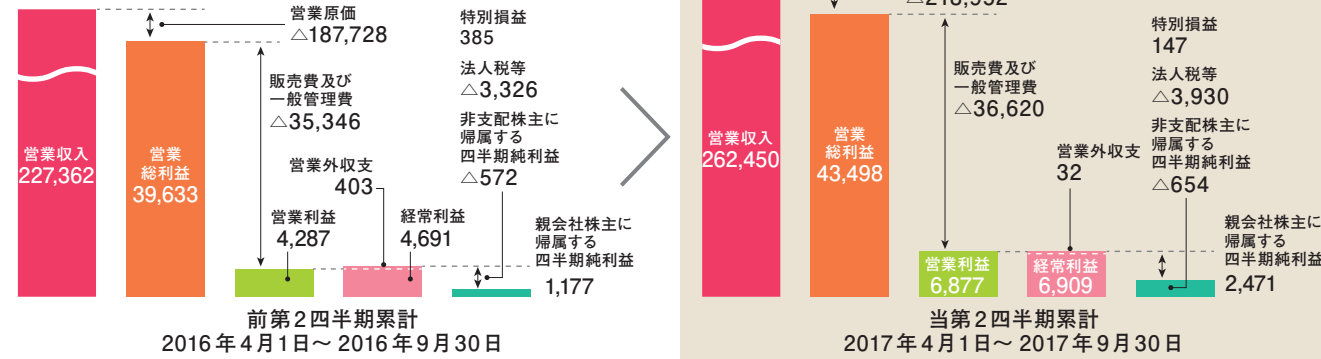 営業原価
△187,728
特別損益
385
法人税等
△3,326
販売費及び
一般管理費
△35,346
非支配株主に
帰属する
四半期純利益
△572
営業収入
227,362
営業
総利益
39,633
営業外収支
403
営業利益
4,287
経常利益
4,691
親会社株主に
帰属する
四半期純利益
1,177
前第2四半期累計
2016年4月1日～2016年9月30日
特別損益
147
法人税等
△3,930
販売費及び
一般管理費
△36,620
非支配株主に
帰属する
四半期純利益
△654
営業収入
262,450
営業
総利益
43,498
営業外収支
32
営業利益
6,877
経常利益
6,909
親会社株主に
帰属する
四半期純利益
2,471
当第2四半期累計
2017年4月1日～2017年9月30日